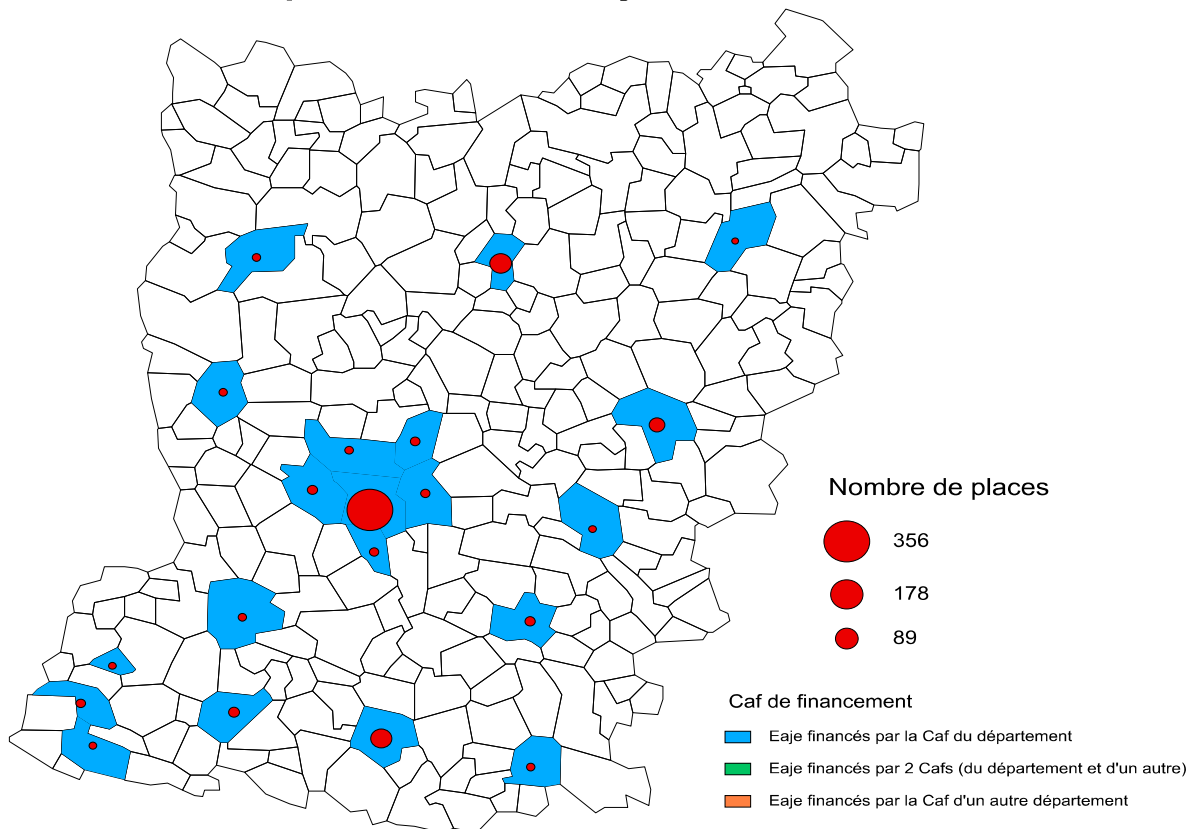 Nombre de places
356
178
89
Caf de financement
Eaje financés par la Caf du département
Eaje financés par 2 Cafs (du département et d'un autre)
Eaje financés par la Caf d'un autre département